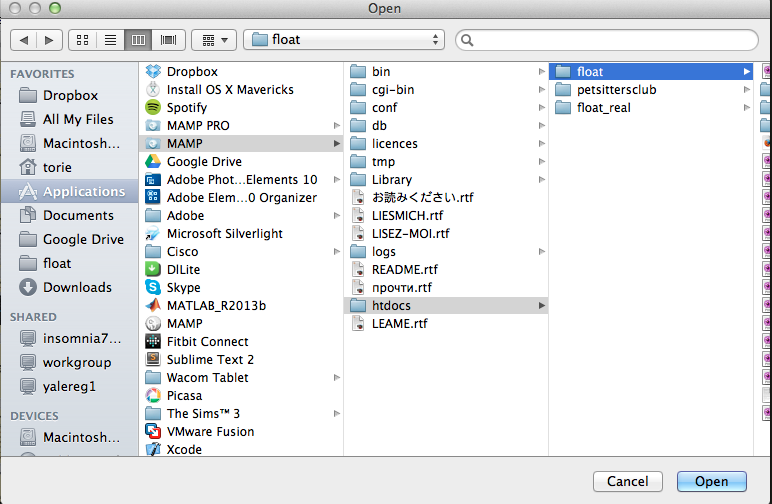 Open
float
FAVORITES
Dropbox
All My Files
Macintosh...
torie
Applications
Documents
Google Drive
float
Downloads
SHARED
insomnia7...
workgroup
yalereg1
DEVICES
Macintosh...
Dropbox
Install OS X Mavericks
Spotify
MAMP PRO
MAMP
Google Drive
Adobe Phot...Elements 10
Adobe Elem...0 Organizer
Adobe
Microsoft Silverlight
Cisco
DlLite
Skype
MATLAB_R2013b
MAMP
Fitbit Connect
Sublime Text 2
Wacom Tablet
Picasa
The Sims™ 3
VMware Fusion
Xcode
bin
cgi-bin
conf
db
licences
tmp
Library
お読みください.rtf
LIESMICH.rtf
LISEZ-MOI.rtf
logs
README.rtf
прочти.rtf
htdocs
LEAME.rtf
float
petsittersclub
float_real
Cancel
Open